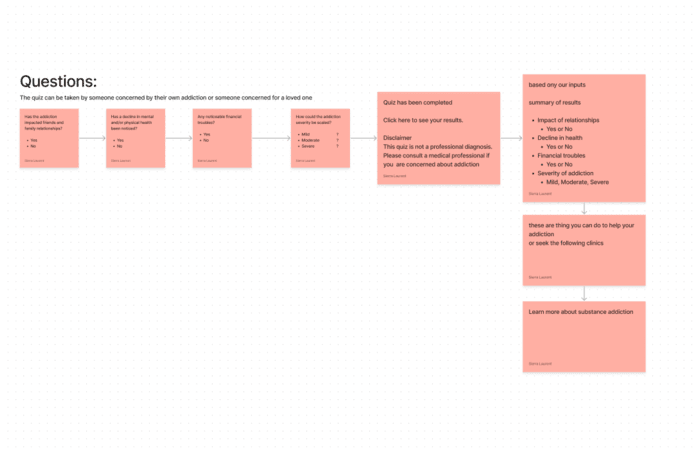 Questions:
The quiz can be taken by someone concerned by their own addiction or someone concerned for a loved one
Has the addiction
impacted friends and
family relationships?
• Yes
• No
Sierra Laurent
Has a decline in mental
and/or physical health
been noticed?
• Yes
• No
Sierra Laurent
Any noticeable financial
troubles?
• Yes
• No
Sierra Laurent
How could the addiction
severity be scaled?
• Mild ?
• Moderate ?
• Severe ?
Sierra Laurent
Quiz has been completed
Click here to see your results.
Disclaimer
This quiz is not a professional diagnosis.
Please consult a medical professional if
you are concerned about addiction
Sierra Laurent
based ony our inputs
summary of results
• Impact of relationships
• Yes or No
• Decline in health
• Yes or No
• Financial troubles
• Yes or No
• Severity of addiction
• Mild, Moderate, Severe
Sierra Laurent
these are thing you can do to help your
addiction
or seek the following clinics
Sierra Laurent
Learn more about substance addiction
Sierra Laurent